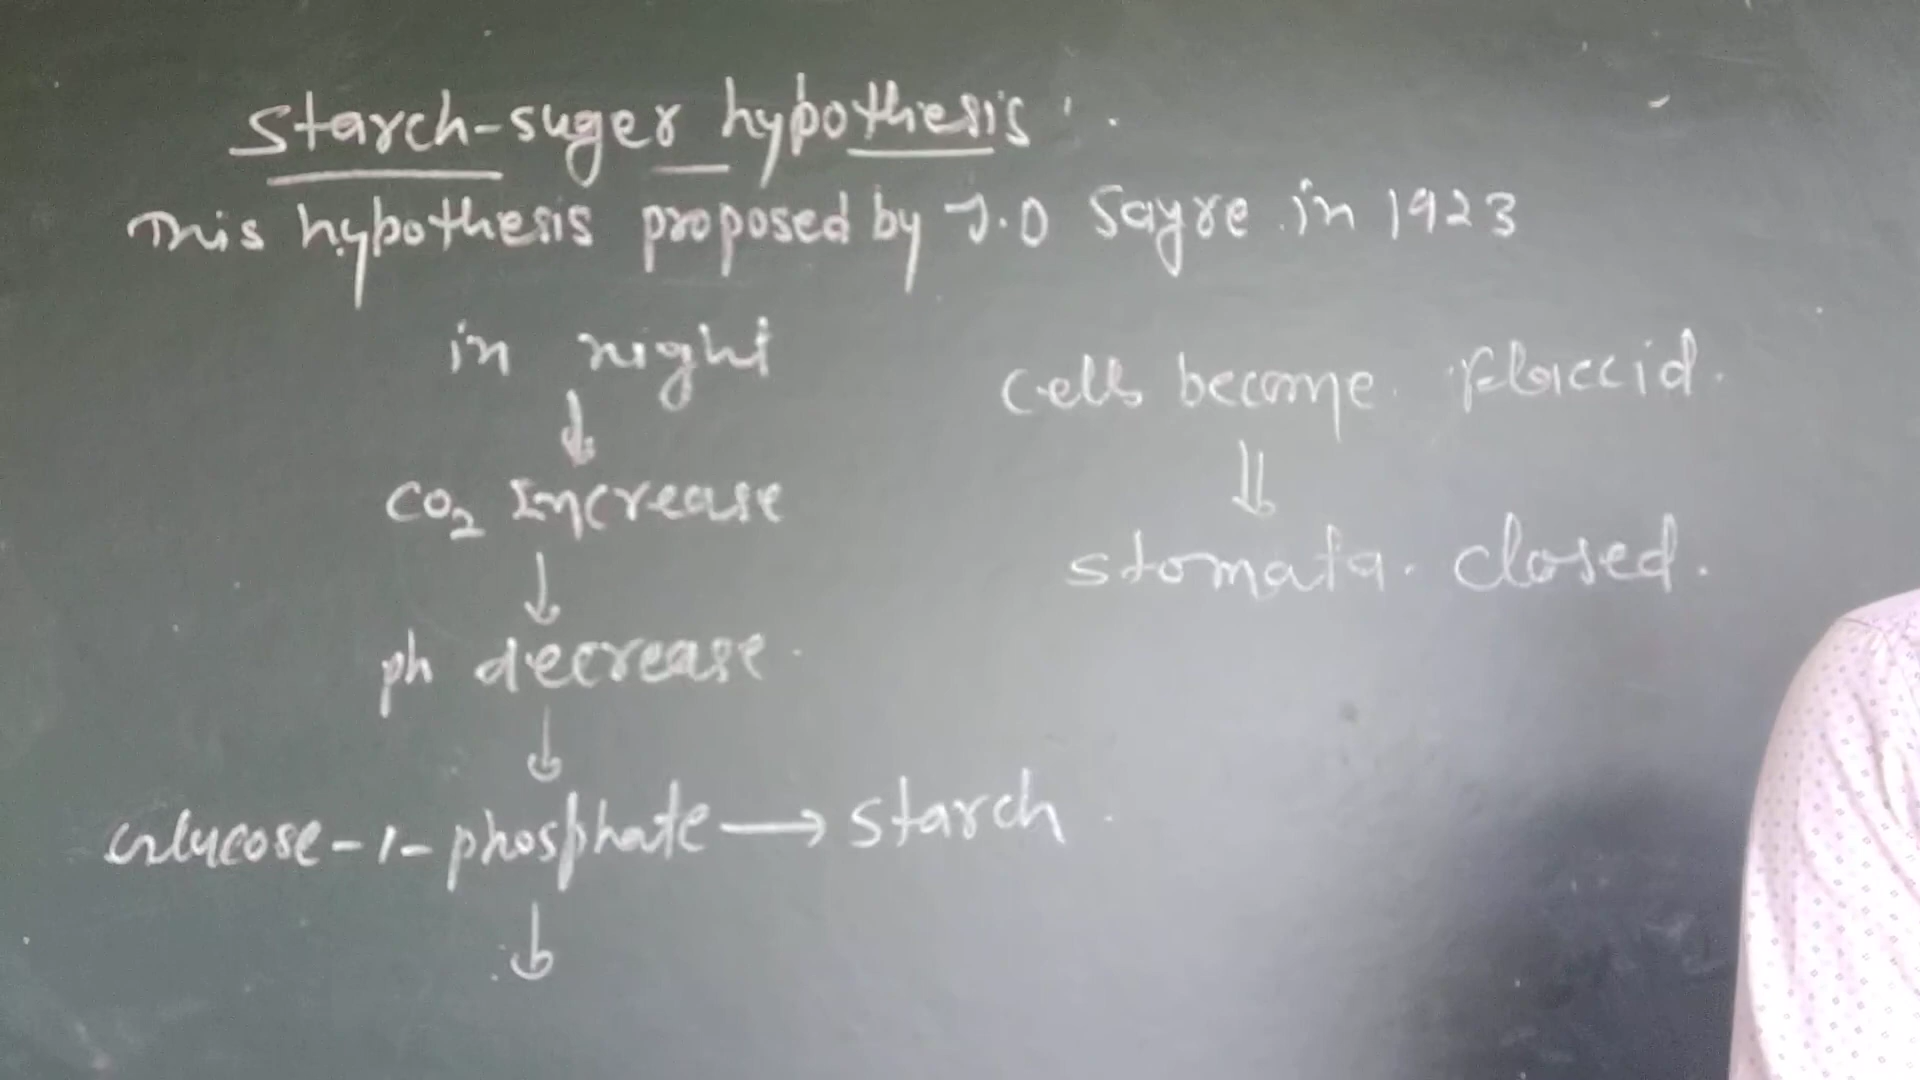 Starch-suger hypothesis
This hypothesis proposed by J.D Sayre in 1923
in night
↓
CO₂ Increase
↓
ph decrease
↓
Glucose-1-phosphate → starch
↓
Cells become flaccid.
⇓
stomata closed.